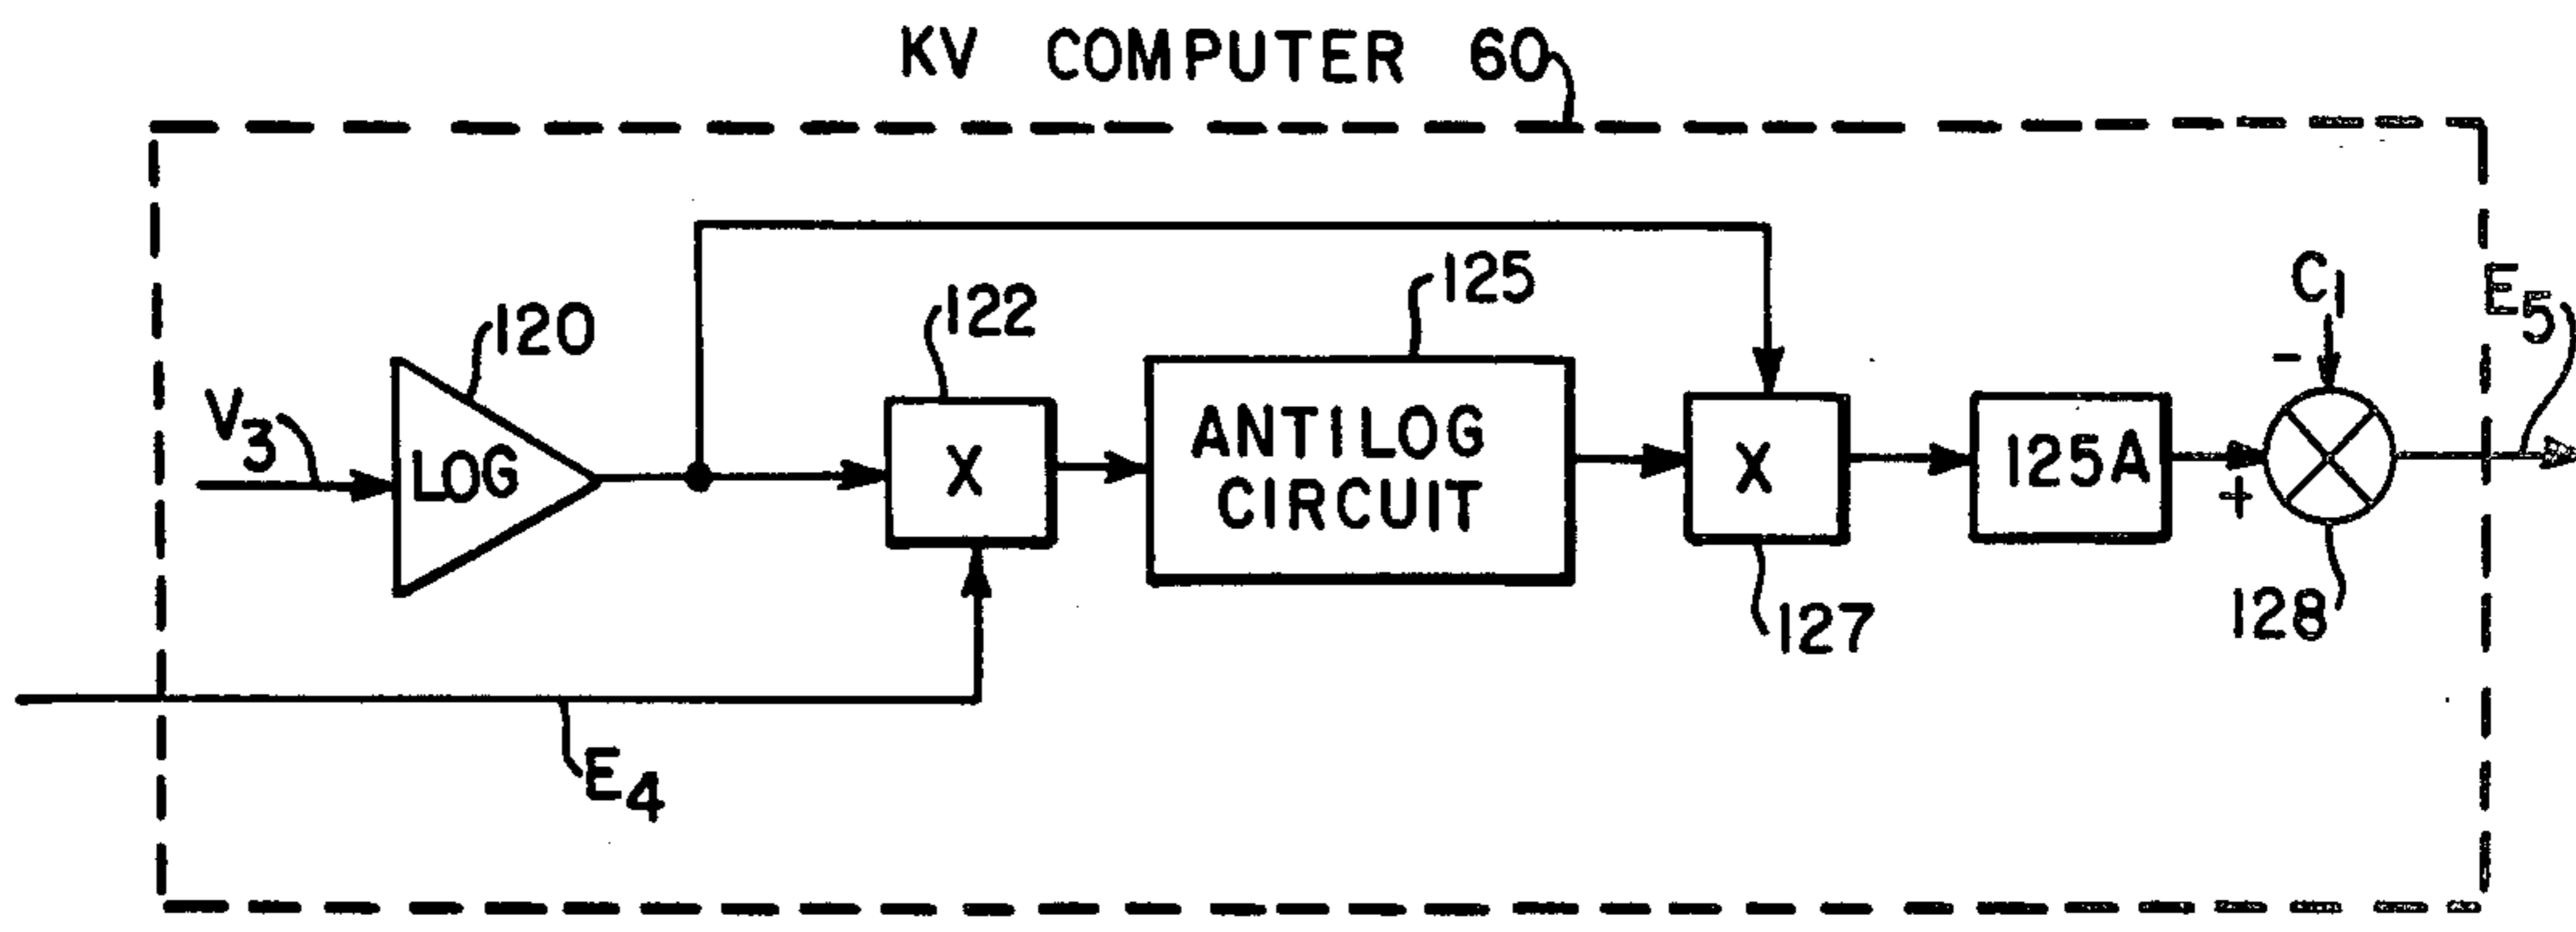 KV COMPUTER 60
120
V3
LOG
122
X
125
ANTILOG
CIRCUIT
X
127
125A
C1
-
+
E5
128
E4